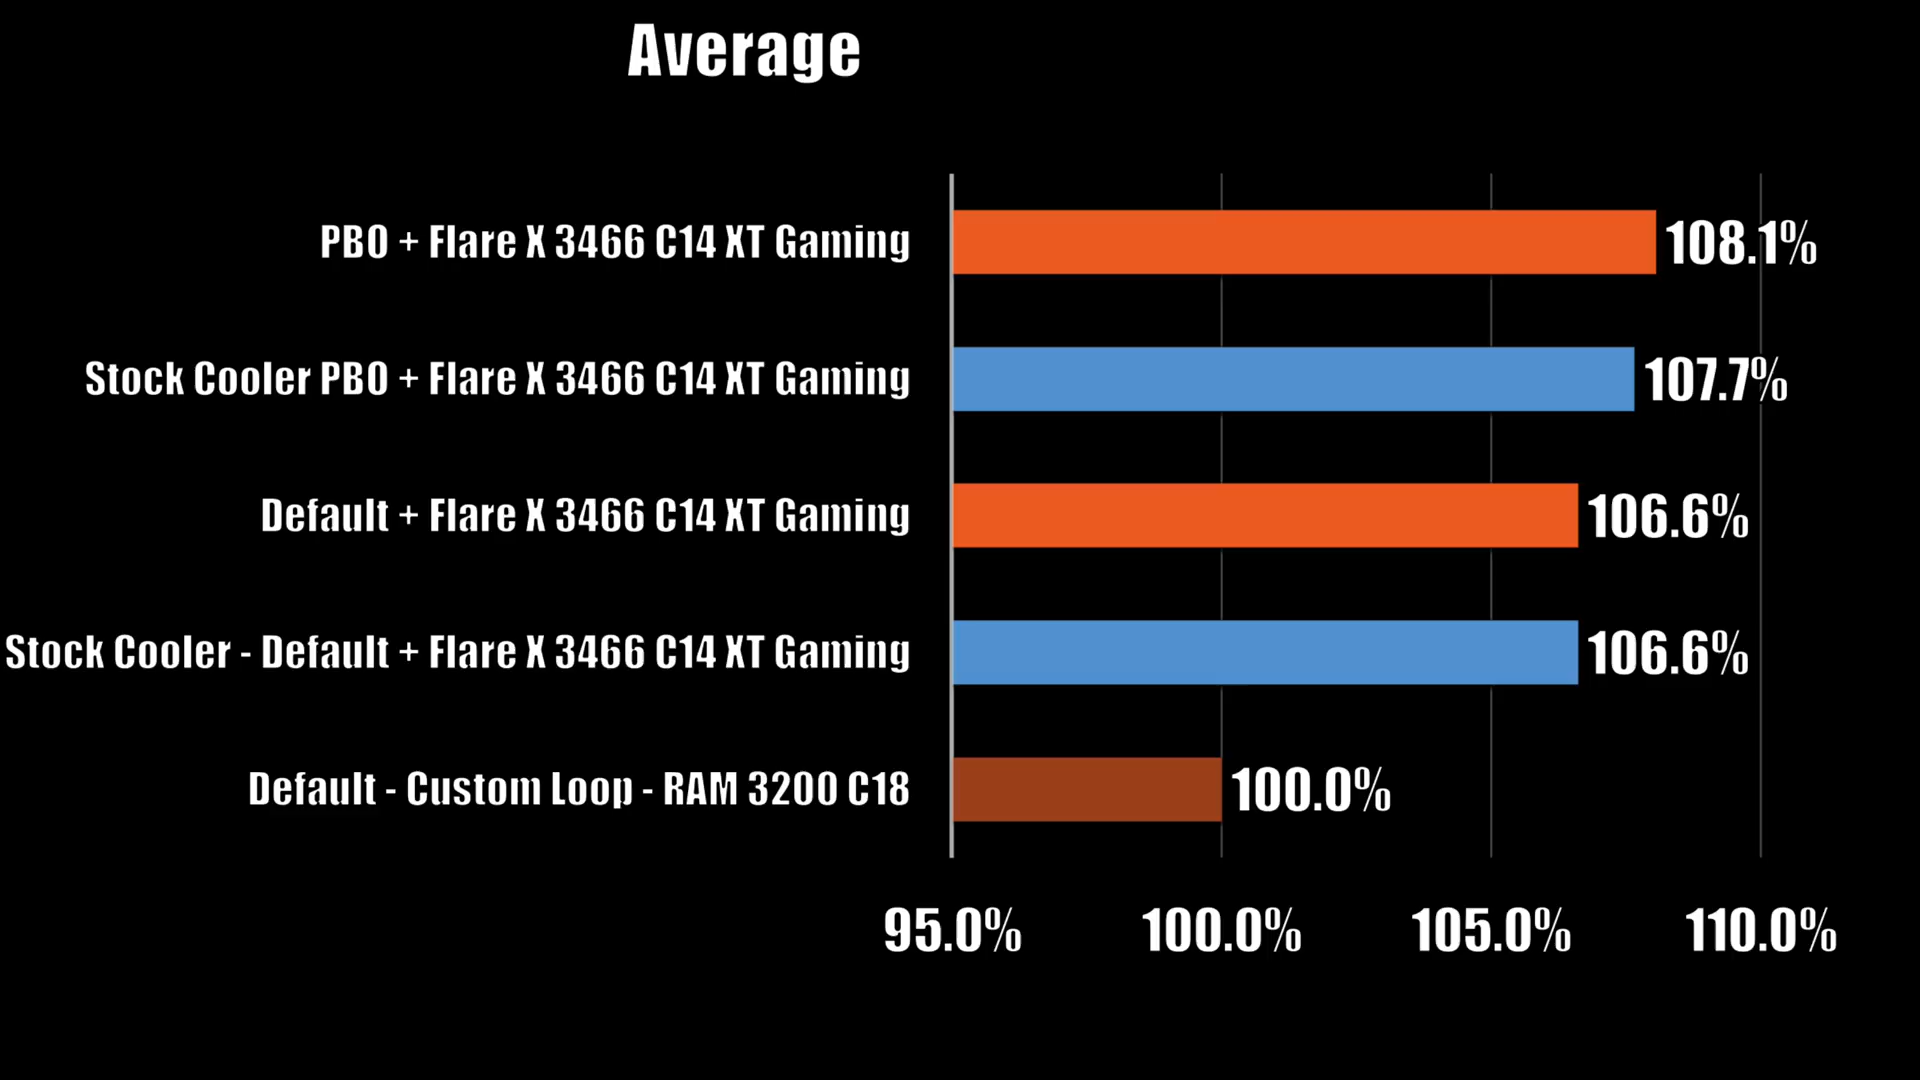 Average
PBO + Flare X 3466 C14 XT Gaming
108.1%
Stock Cooler PBO + Flare X 3466 C14 XT Gaming
107.7%
Default + Flare X 3466 C14 XT Gaming
106.6%
Stock Cooler - Default + Flare X 3466 C14 XT Gaming
106.6%
Default - Custom Loop - RAM 3200 C18
100.0%
95.0% 100.0% 105.0% 110.0%